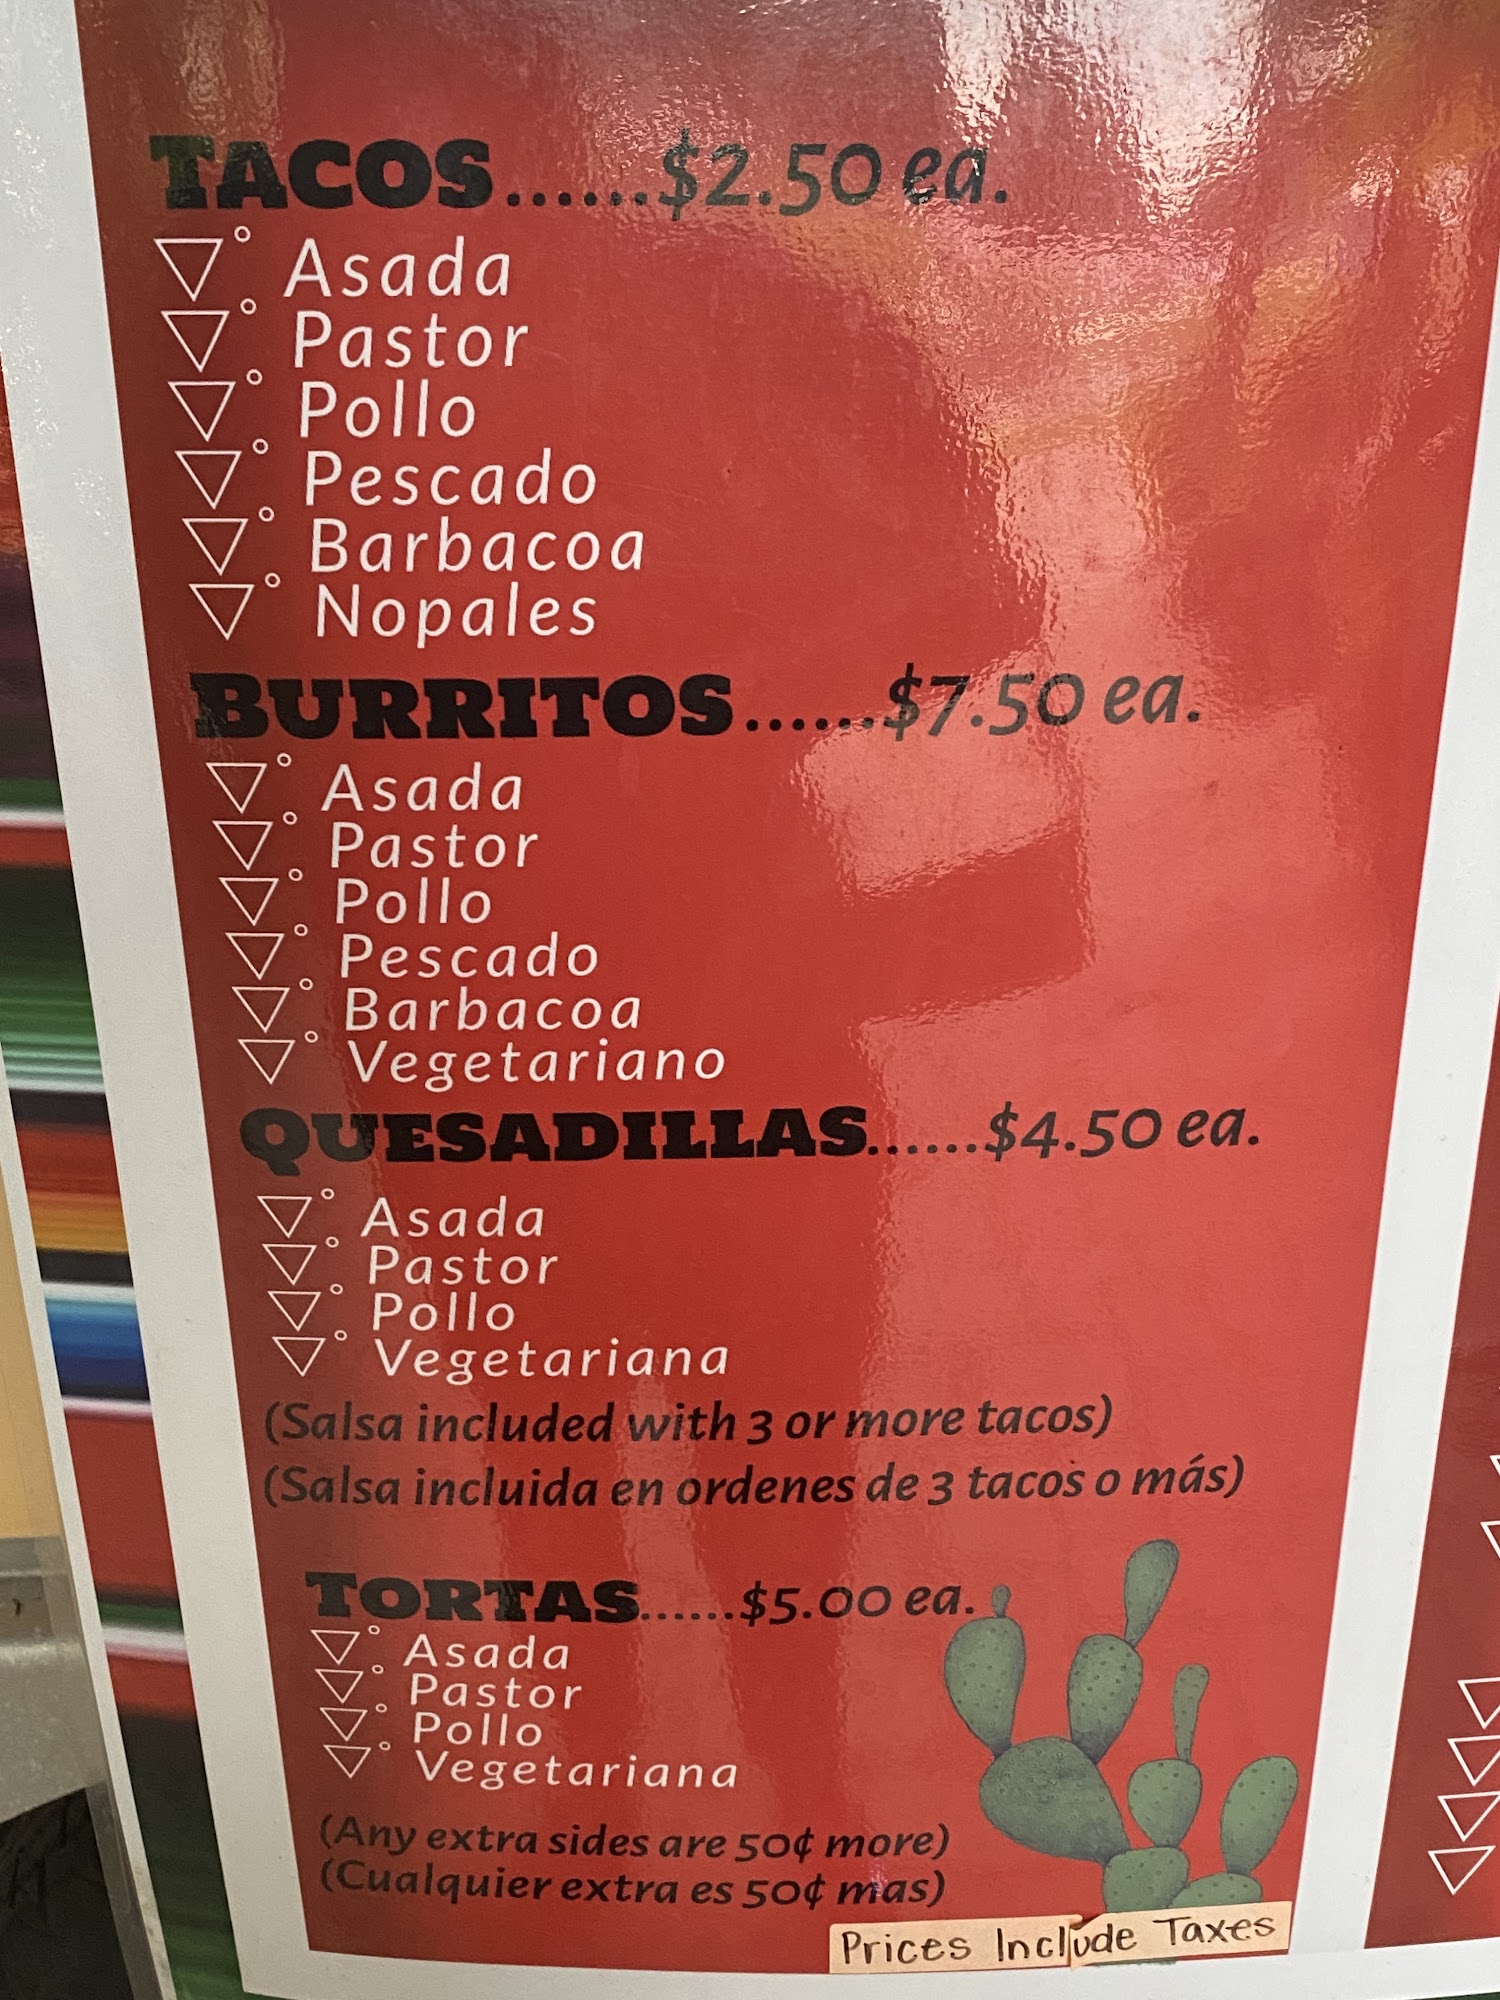 TACOS......$2.50 ea.
Asada
Pastor
Pollo
Pescado
Barbacoa
Nopales
BURRITOS......$7.50 ea.
Asada
Pastor
Pollo
Pescado
Barbacoa
Vegetariano
QUESADILLAS......$4.50 ea.
Asada
Pastor
Pollo
Vegetariana
(Salsa included with 3 or more tacos)
(Salsa incluida en ordenes de 3 tacos o más)
TORTAS......$5.00 ea.
Asada
Pastor
Pollo
Vegetariana
(Any extra sides are 50¢ more)
(Cualquier extra es 50¢ mas)
Prices Include Taxes